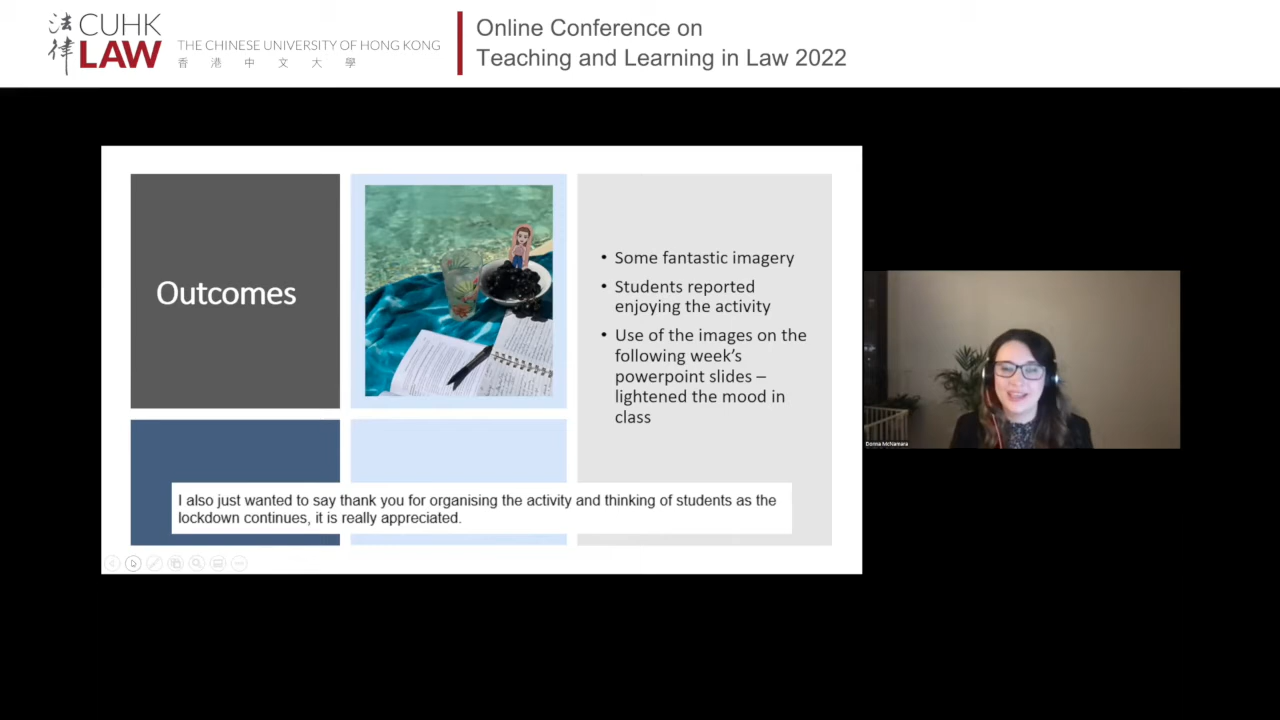 法律
CUHK
LAW
THE CHINESE UNIVERSITY OF HONG KONG
香港中文大學
Online Conference on
Teaching and Learning in Law 2022
Outcomes
• Some fantastic imagery
• Students reported
enjoying the activity
• Use of the images on the
following week's
powerpoint slides –
lightened the mood in
class
I also just wanted to say thank you for organising the activity and thinking of students as the
lockdown continues, it is really appreciated.
Donna McNamara